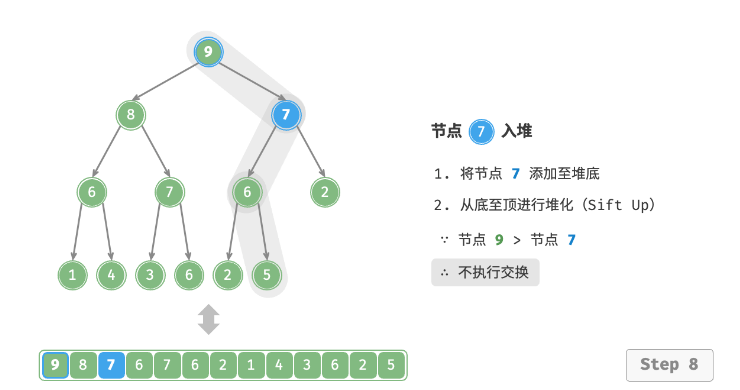 9
8 7
6 7 6 2
1 4 3 6 2 5
节点 7 入堆
1. 将节点 7 添加至堆底
2. 从底至顶进行堆化（Sift Up）
∵ 节点 9 > 节点 7
∴ 不执行交换
9 8 7 6 7 6 2 1 4 3 6 2 5
Step 8